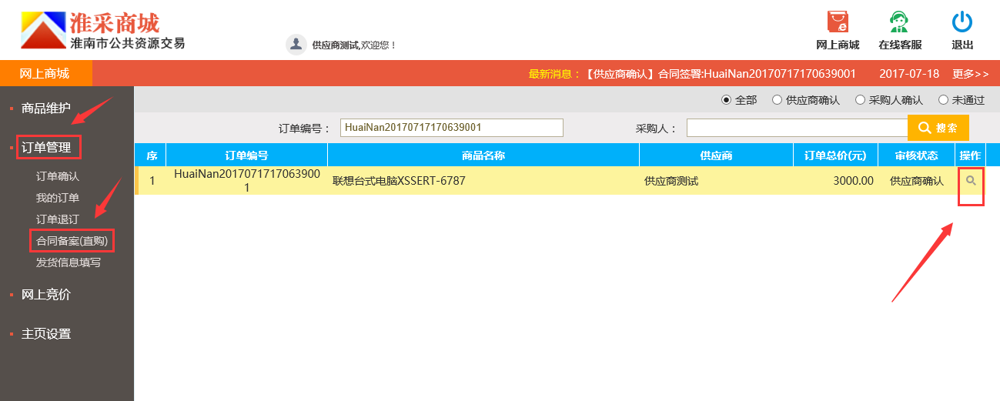 淮采商城
淮南市公共资源交易
供应商测试,欢迎您！
网上商城 在线客服 退出
网上商城
最新消息：【供应商确认】合同签署:HuaiNan20170717170639001 2017-07-18 更多>>
商品维护
订单管理
订单确认
我的订单
订单退订
合同备案(直购)
发货信息填写
网上竞价
主页设置
全部 供应商确认 采购人确认 未通过
订单编号： HuaiNan20170717170639001 采购人： 搜索
序 订单编号 商品名称 供应商 订单总价(元) 审核状态 操作
1 HuaiNan2017071717063900 联想台式电脑XSSERT-6787 供应商测试 3000.00 供应商确认
1